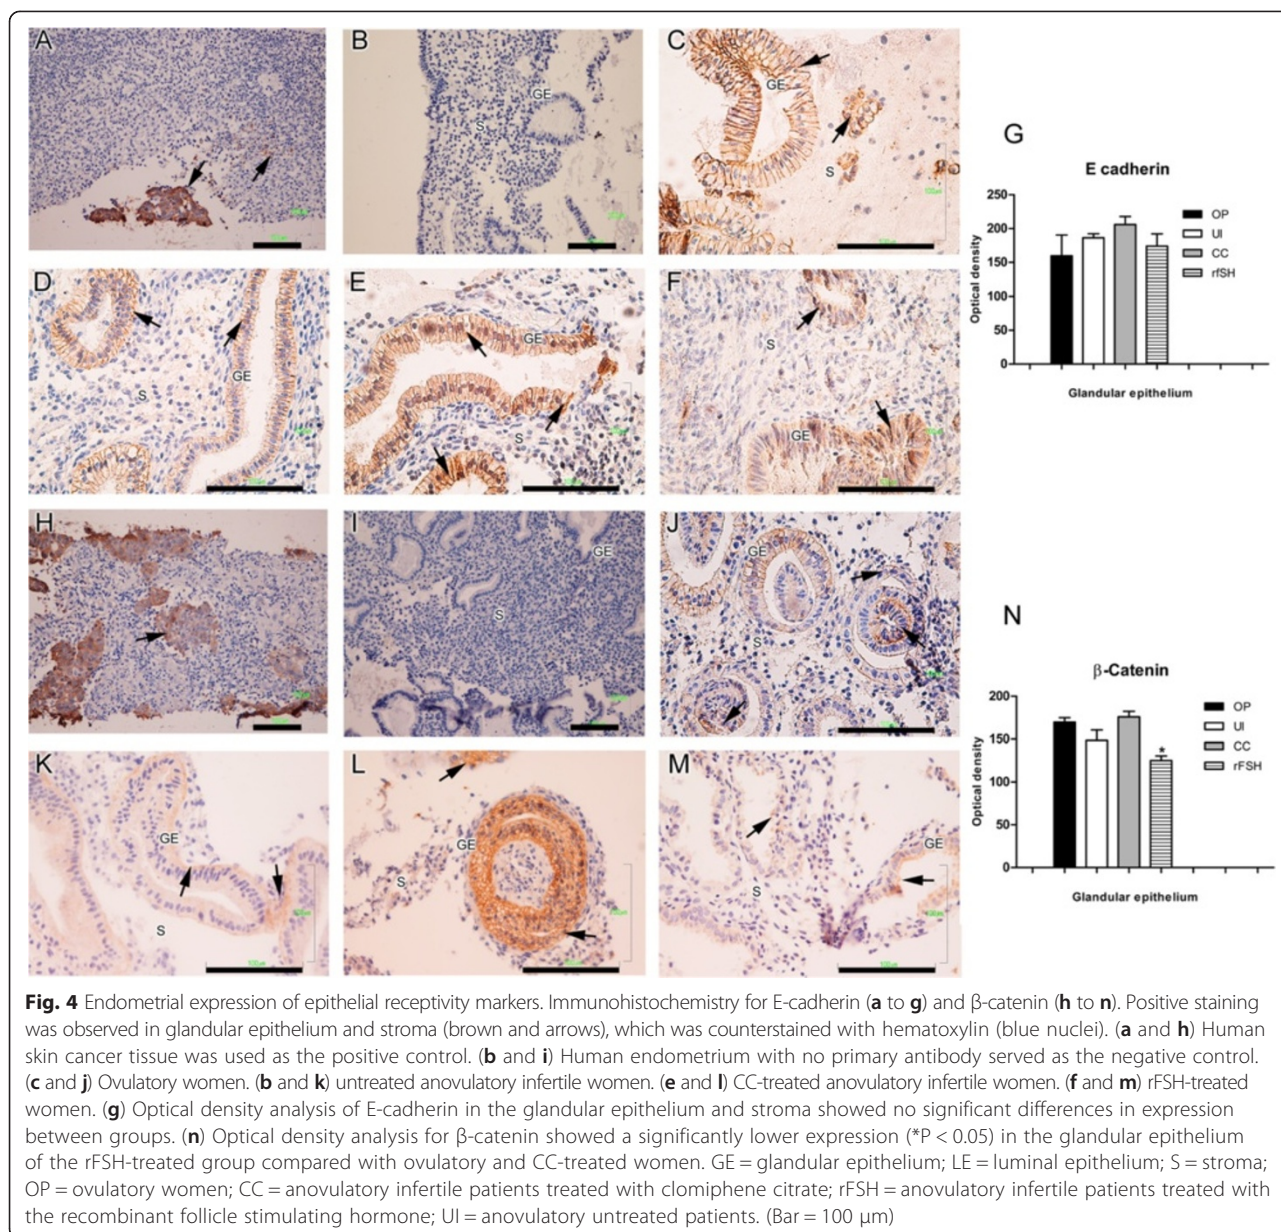 A
B
GE
S
C
GE
S
D
GE
S
E
GE
S
F
S
GE
G
E cadherin
250
200
150
100
50
0
Optical density
OP
UI
CC
rfSH
Glandular epithelium
H
I
GE
S
J
GE
S
K
GE
S
100µm
L
GE
S
M
GE
S
100µm
N
β-Catenin
200
150
100
50
0
Optical density
*
OP
UI
CC
rFSH
Glandular epithelium
Fig. 4 Endometrial expression of epithelial receptivity markers. Immunohistochemistry for E-cadherin (a to g) and β-catenin (h to n). Positive staining
was observed in glandular epithelium and stroma (brown and arrows), which was counterstained with hematoxylin (blue nuclei). (a and h) Human
skin cancer tissue was used as the positive control. (b and i) Human endometrium with no primary antibody served as the negative control.
(c and j) Ovulatory women. (b and k) untreated anovulatory infertile women. (e and l) CC-treated anovulatory infertile women. (f and m) rFSH-treated
women. (g) Optical density analysis of E-cadherin in the glandular epithelium and stroma showed no significant differences in expression
between groups. (n) Optical density analysis for β-catenin showed a significantly lower expression (*P < 0.05) in the glandular epithelium
of the rFSH-treated group compared with ovulatory and CC-treated women. GE = glandular epithelium; LE = luminal epithelium; S = stroma;
OP = ovulatory women; CC = anovulatory infertile patients treated with clomiphene citrate; rFSH = anovulatory infertile patients treated with
the recombinant follicle stimulating hormone; UI = anovulatory untreated patients. (Bar = 100 µm)